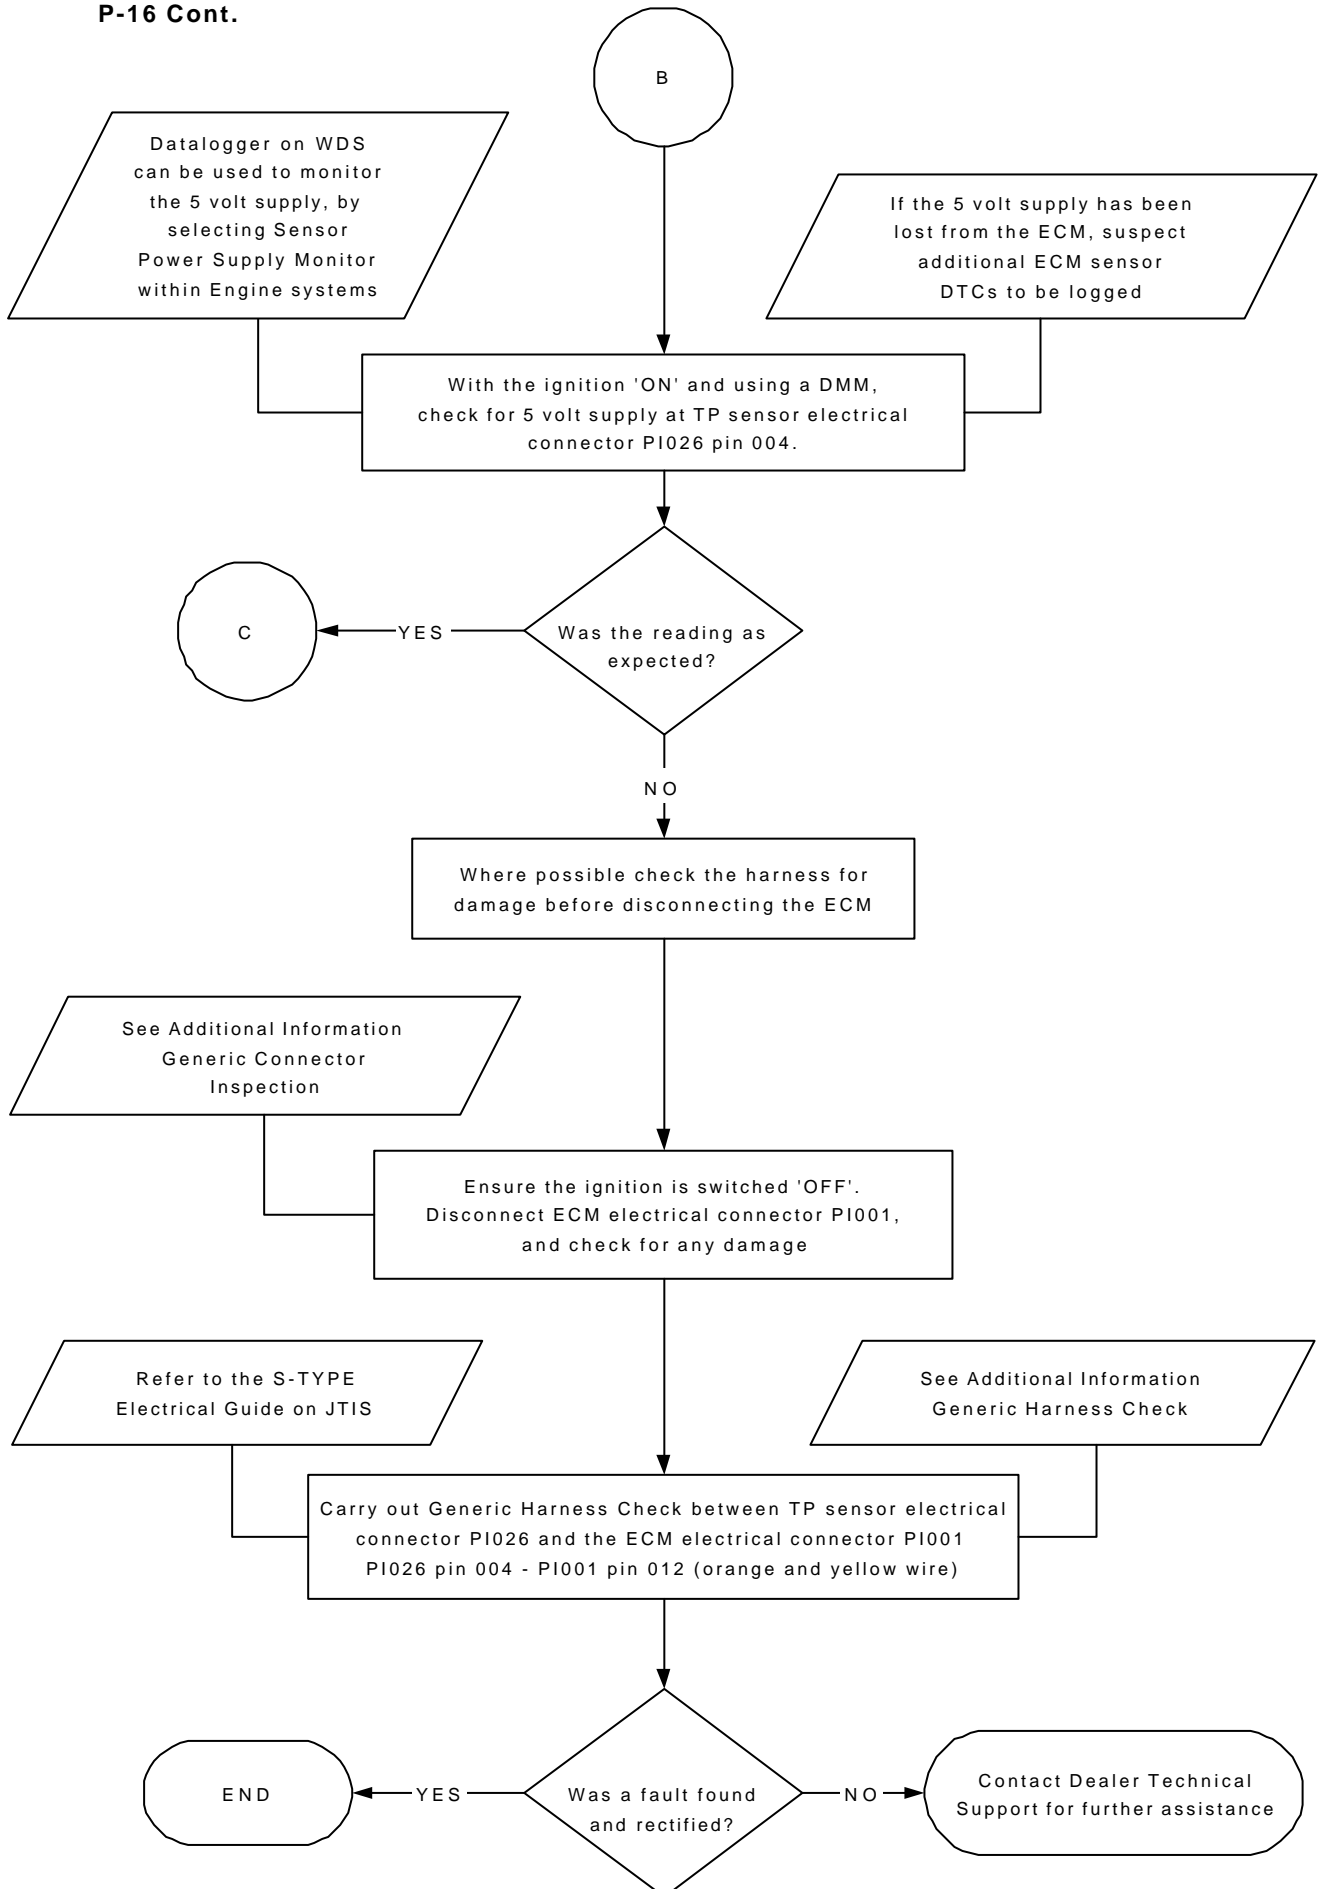 P-16 Cont.
B
Datalogger on WDS
can be used to monitor
the 5 volt supply, by
selecting Sensor
Power Supply Monitor
within Engine systems
If the 5 volt supply has been
lost from the ECM, suspect
additional ECM sensor
DTCs to be logged
With the ignition 'ON' and using a DMM,
check for 5 volt supply at TP sensor electrical
connector PI026 pin 004.
C
YES
Was the reading as
expected?
NO
Where possible check the harness for
damage before disconnecting the ECM
See Additional Information
Generic Connector
Inspection
Ensure the ignition is switched 'OFF'.
Disconnect ECM electrical connector PI001,
and check for any damage
Refer to the S-TYPE
Electrical Guide on JTIS
See Additional Information
Generic Harness Check
Carry out Generic Harness Check between TP sensor electrical
connector PI026 and the ECM electrical connector PI001
PI026 pin 004 - PI001 pin 012 (orange and yellow wire)
END
YES
Was a fault found
and rectified?
NO
Contact Dealer Technical
Support for further assistance